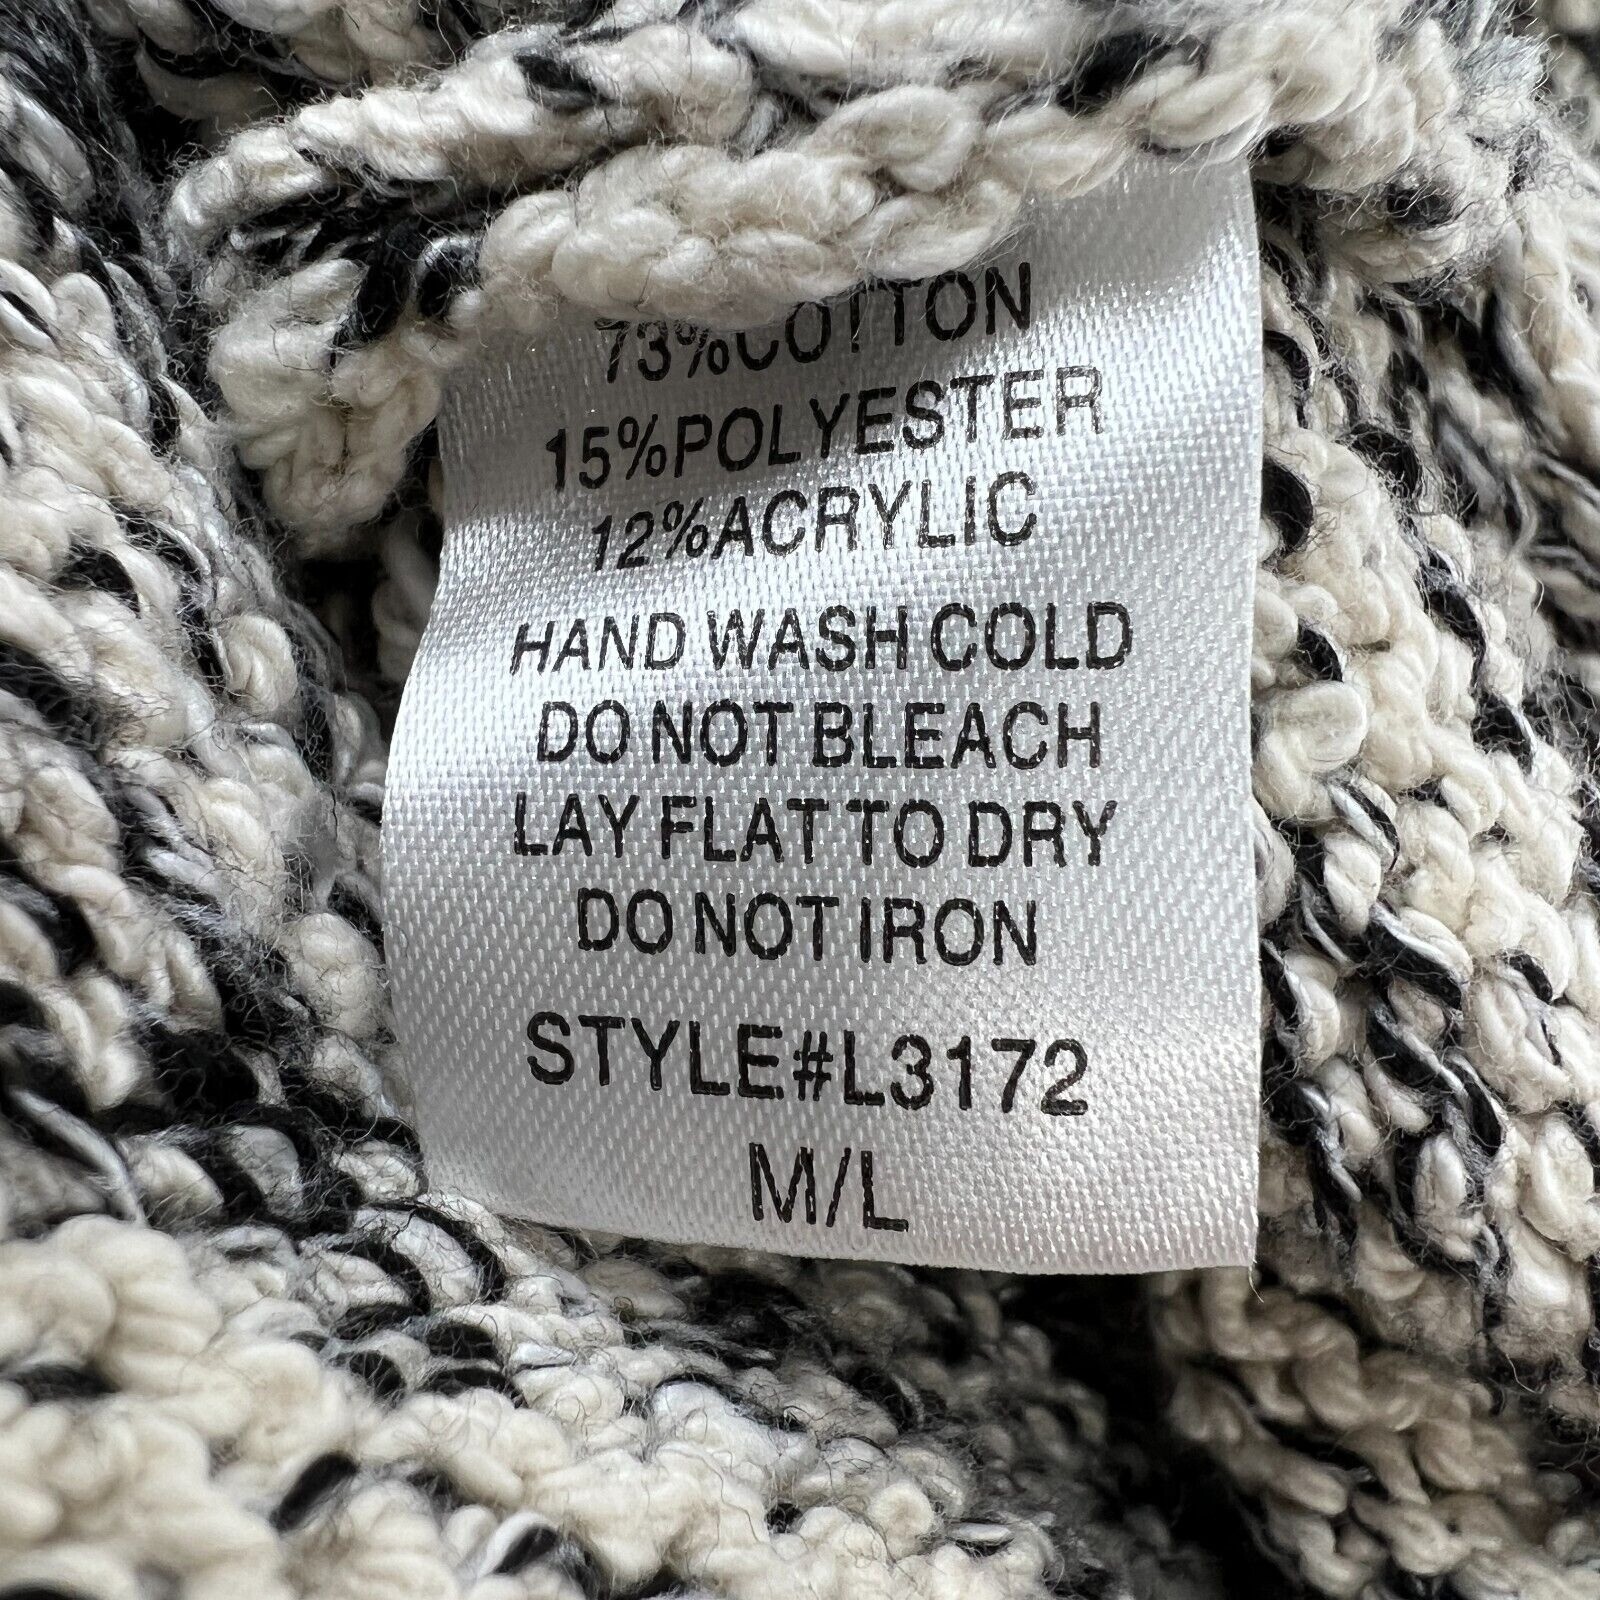 73%COTTON
15%POLYESTER
12%ACRYLIC
HAND WASH COLD
DO NOT BLEACH
LAY FLAT TO DRY
DO NOT IRON
STYLE#L3172
M/L